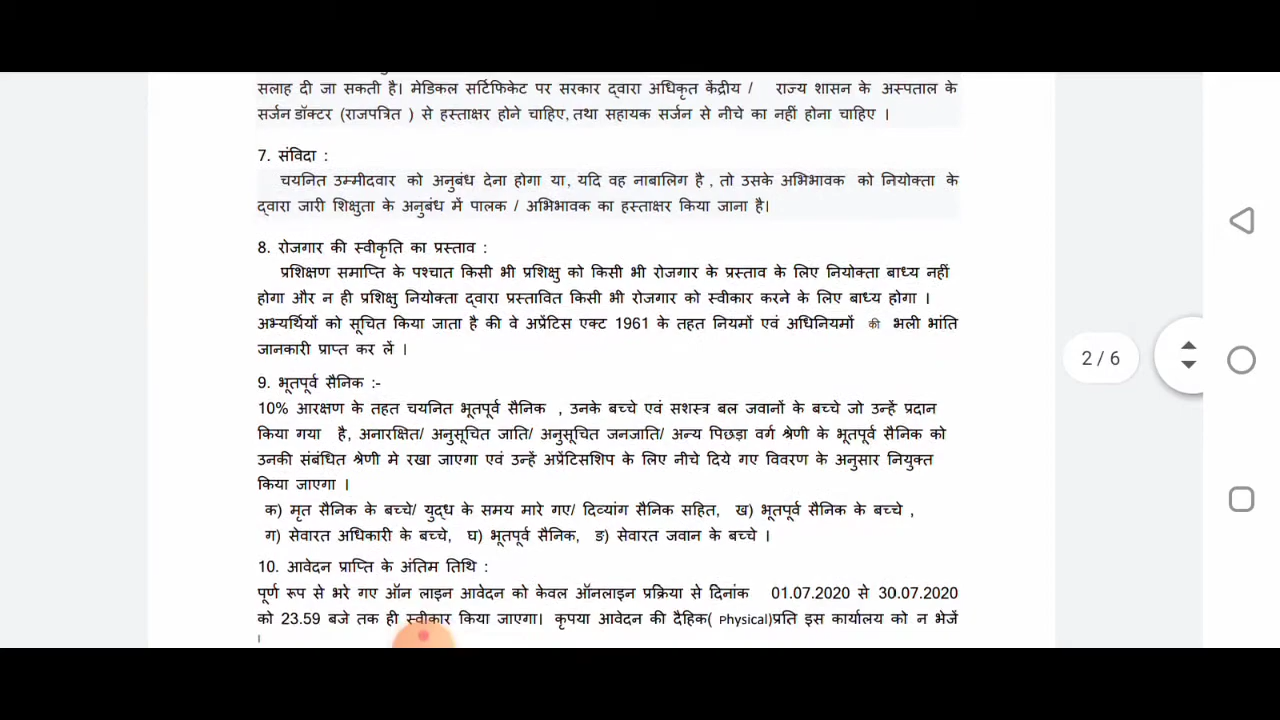 सलाह दी जा सकती है। मेडिकल सर्टिफिकेट पर सरकार द्वारा अधिकृत केंद्रीय / राज्य शासन के अस्पताल के
सर्जन डॉक्टर (राजपत्रित ) से हस्ताक्षर होने चाहिए, तथा सहायक सर्जन से नीचे का नहीं होना चाहिए ।
7. संविदा :
चयनित उम्मीदवार को अनुबंध देना होगा या, यदि वह नाबालिग है , तो उसके अभिभावक को नियोक्ता के
द्वारा जारी शिक्षुता के अनुबंध में पालक / अभिभावक का हस्ताक्षर किया जाना है।
8. रोजगार की स्वीकृति का प्रस्ताव :
प्रशिक्षण समाप्ति के पश्चात किसी भी प्रशिक्षु को किसी भी रोजगार के प्रस्ताव के लिए नियोक्ता बाध्य नहीं
होगा और न ही प्रशिक्षु नियोक्ता द्वारा प्रस्तावित किसी भी रोजगार को स्वीकार करने के लिए बाध्य होगा ।
अभ्यर्थियों को सूचित किया जाता है की वे अप्रेंटिस एक्ट 1961 के तहत नियमों एवं अधिनियमों की भली भांति
जानकारी प्राप्त कर लें ।
2 / 6
9. भूतपूर्व सैनिक :-
10% आरक्षण के तहत चयनित भूतपूर्व सैनिक , उनके बच्चे एवं सशस्त्र बल जवानों के बच्चे जो उन्हें प्रदान
किया गया है, अनारक्षित/ अनुसूचित जाति/ अनुसूचित जनजाति/ अन्य पिछड़ा वर्ग श्रेणी के भूतपूर्व सैनिक को
उनकी संबंधित श्रेणी मे रखा जाएगा एवं उन्हें अप्रेंटिसशिप के लिए नीचे दिये गए विवरण के अनुसार नियुक्त
किया जाएगा ।
क) मृत सैनिक के बच्चे/ युद्ध के समय मारे गए/ दिव्यांग सैनिक सहित, ख) भूतपूर्व सैनिक के बच्चे ,
ग) सेवारत अधिकारी के बच्चे, घ) भूतपूर्व सैनिक, ङ) सेवारत जवान के बच्चे ।
10. आवेदन प्राप्ति के अंतिम तिथि :
पूर्ण रूप से भरे गए ऑन लाइन आवेदन को केवल ऑनलाइन प्रक्रिया से दिनांक 01.07.2020 से 30.07.2020
को 23.59 बजे तक ही स्वीकार किया जाएगा। कृपया आवेदन की दैहिक( Physical)प्रति इस कार्यालय को न भेजें
।